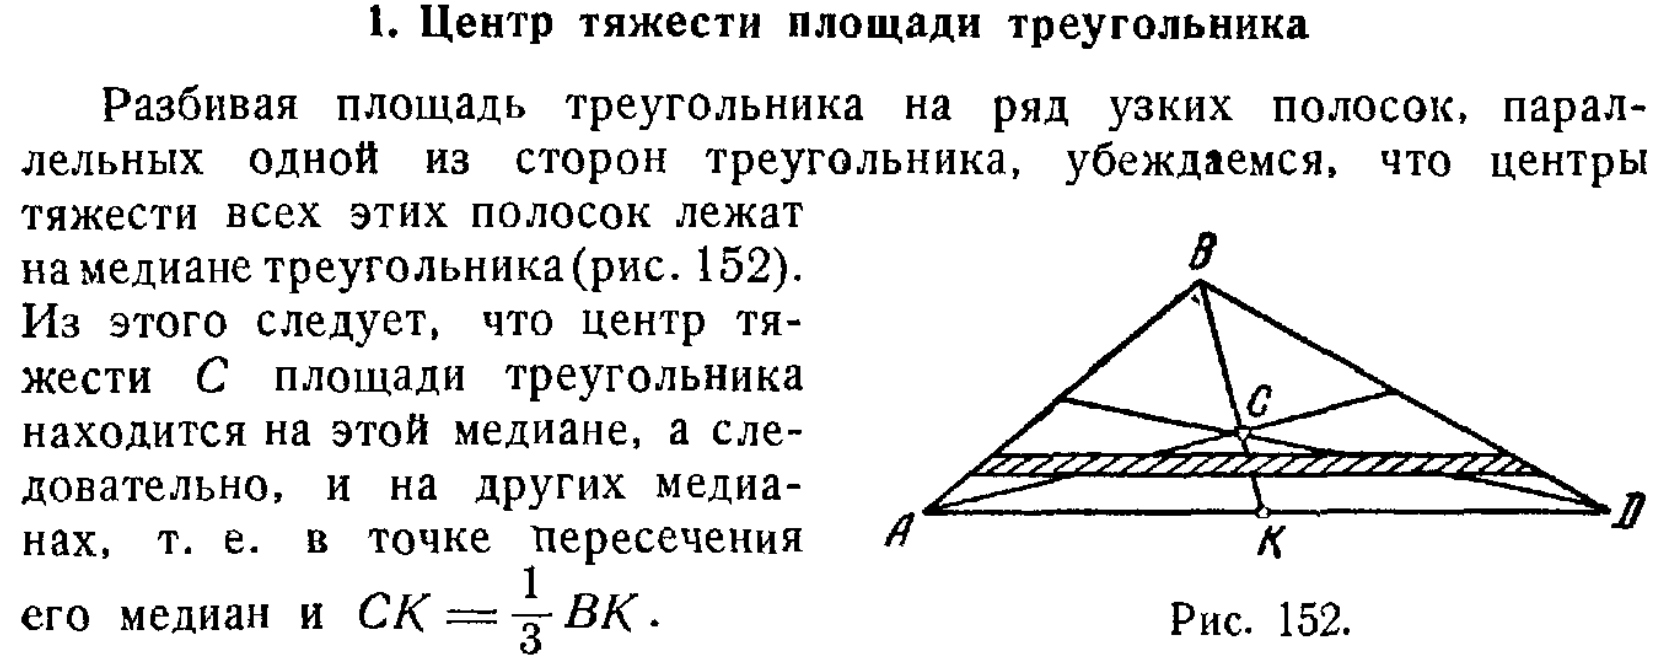 1. Центр тяжести площади треугольника
Разбивая площадь треугольника на ряд узких полосок, парал-
лельных одной из сторон треугольника, убеждаемся, что центры
тяжести всех этих полосок лежат
на медиане треугольника (рис. 152).
Из этого следует, что центр тя-
жести C площади треугольника
находится на этой медиане, а сле-
довательно, и на других медиа-
нах, т. е. в точке пересечения
его медиан и CK = 1/3 BK.
B
C
A
K
D
Рис. 152.